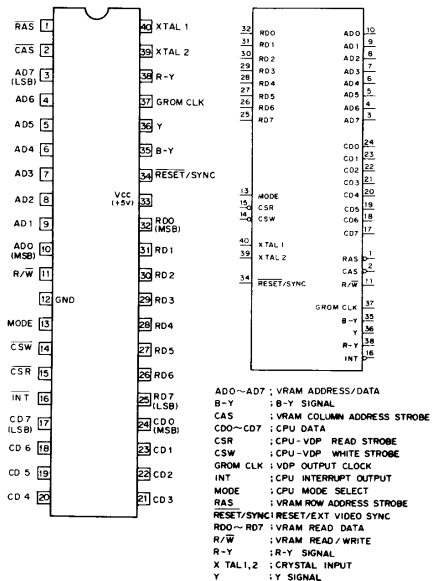 RAS 1 40 XTAL 1
CAS 2 39 XTAL 2
AD7 (LSB) 3 38 R-Y
AD6 4 37 GROM CLK
AD5 5 36 Y
AD4 6 35 B-Y
AD3 7 34 RESET/SYNC
AD2 8 VCC (+5V) 33
AD1 9 32 RD0 (MSB)
AD0 (MSB) 10 31 RD1
R/W 11 30 RD2
12 GND 29 RD3
MODE 13 28 RD4
CSW 14 27 RD5
CSR 15 26 RD6
INT 16 25 RD7 (LSB)
CD7 (LSB) 17 24 CD0 (MSB)
CD6 18 23 CD1
CD5 19 22 CD2
CD4 20 21 CD3
32 RD0
31 RD1
30 RD2
29 RD3
28 RD4
27 RD5
26 RD6
25 RD7
13 MODE
15 CSR
14 CSW
40 XTAL 1
39 XTAL 2
34 RESET/SYNC
AD0 10
AD1 9
AD2 8
AD3 7
AD4 6
AD5 5
AD6 4
AD7 3
CD0 24
CD1 23
CD2 22
CD3 21
CD4 20
CD5 19
CD6 18
CD7 17
RAS 1
CAS 2
R/W 11
GROM CLK 37
B-Y 35
Y 36
R-Y 38
INT 16
AD0~AD7 ; VRAM ADDRESS/DATA
B-Y ; B-Y SIGNAL
CAS ; VRAM COLUMN ADDRESS STROBE
CD0~CD7 ; CPU DATA
CSR ; CPU-VDP READ STROBE
CSW ; CPU-VDP WHITE STROBE
GROM CLK ; VDP OUTPUT CLOCK
INT ; CPU INTERRUPT OUTPUT
MODE ; CPU MODE SELECT
RAS ; VRAM ROW ADDRESS STROBE
RESET/SYNC ; RESET/EXT VIDEO SYNC
RD0~RD7 ; VRAM READ DATA
R/W ; VRAM READ/WRITE
R-Y ; R-Y SIGNAL
X TAL1,2 ; CRYSTAL INPUT
Y ; Y SIGNAL